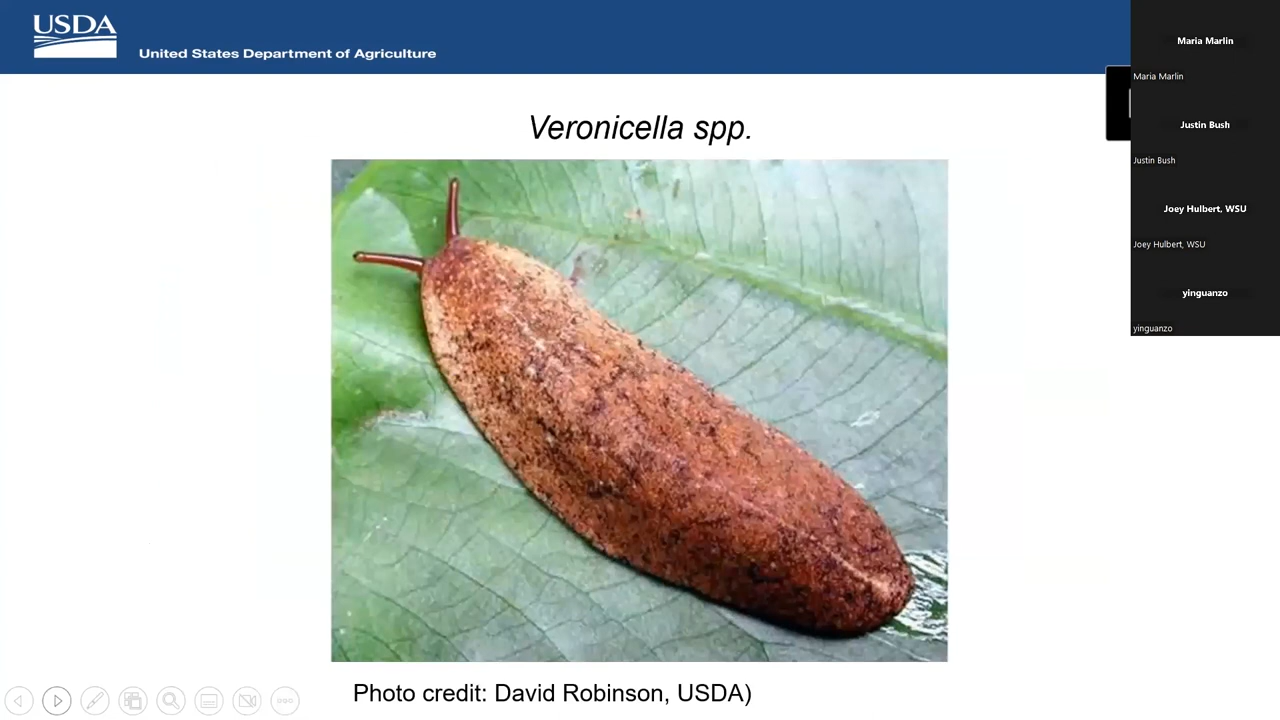 USDA
United States Department of Agriculture
Veronicella spp.
Photo credit: David Robinson, USDA)
Maria Marlin
Maria Marlin
Justin Bush
Justin Bush
Joey Hulbert, WSU
Joey Hulbert, WSU
yinguanzo
yinguanzo